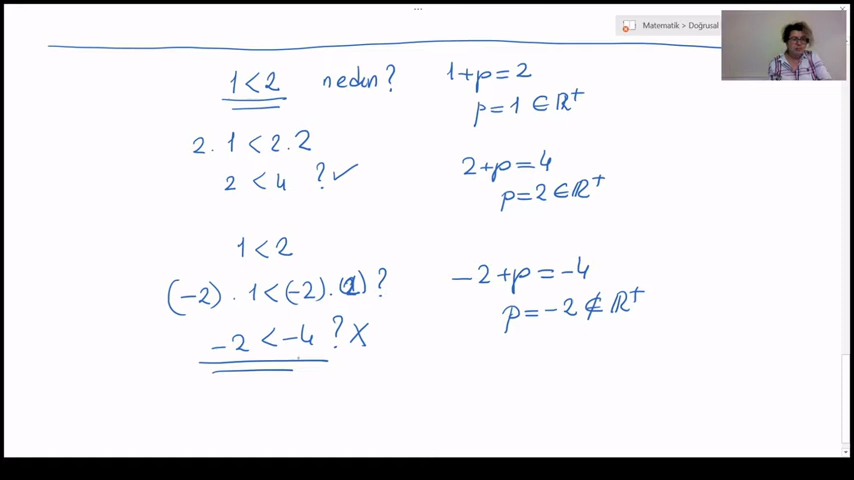 Matematik > Doğrusal
1 < 2 neden? 1+p = 2
p = 1 ∈ ℝ⁺
2. 1 < 2. 2
2+p = 4
2 < 4 ? ✓
p = 2 ∈ ℝ⁺
1 < 2
-2+p = -4
(-2) . 1 < (-2) . (2) ?
p = -2 ∉ ℝ⁺
-2 < -4 ? X